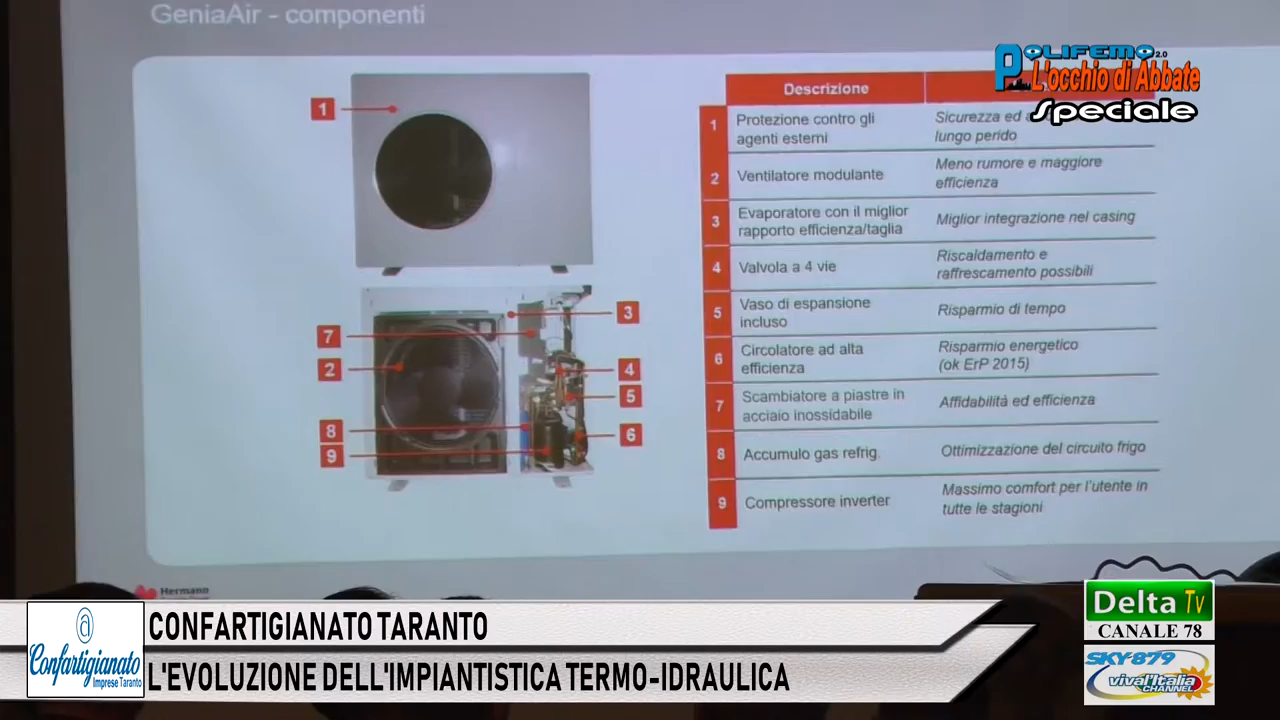 GeniaAir - componenti
POLIFEMO 2.0
L'occhio di Abbate
Speciale
Descrizione
1
Protezione contro gli
agenti esterni
Sicurezza ed
lungo perido
2
Ventilatore modulante
Meno rumore e maggiore
efficienza
3
Evaporatore con il miglior
rapporto efficienza/taglia
Miglior integrazione nel casing
4
Valvola a 4 vie
Riscaldamento e
raffrescamento possibili
5
Vaso di espansione
incluso
Risparmio di tempo
6
Circolatore ad alta
efficienza
Risparmio energetico
(ok ErP 2015)
7
Scambiatore a piastre in
acciaio inossidabile
Affidabilità ed efficienza
8
Accumulo gas refrig.
Ottimizzazione del circuito frigo
9
Compressore inverter
Massimo comfort per l'utente in
tutte le stagioni
1
3
7
2
4
5
8
6
9
Hermann
@
Confartigianato
Imprese Taranto
CONFARTIGIANATO TARANTO
L'EVOLUZIONE DELL'IMPIANTISTICA TERMO-IDRAULICA
Delta Tv
CANALE 78
SKY-879
viva l'Italia
CHANNEL